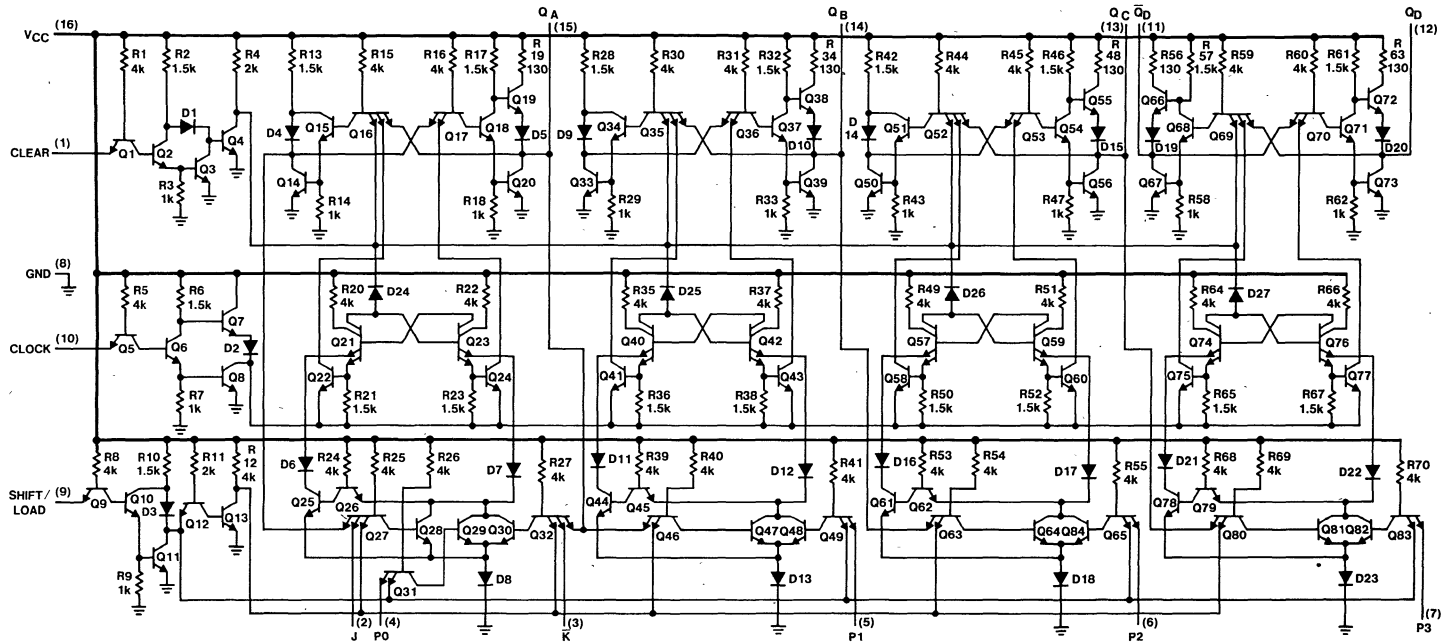 Q A (15)
Q B (14)
Q C (13)
Q̄D (11)
QD (12)
VCC (16)
R1 4k
R2 1.5k
R4 2k
R13 1.5k
R15 4k
R16 4k
R17 1.5k
R 19 130
R28 1.5k
R30 4k
R31 4k
R32 1.5k
R 34 130
R42 1.5k
R44 4k
R45 4k
R46 1.5k
R 48 130
R56 130
R 57 1.5k
R59 4k
R60 4k
R61 1.5k
R 63 130
Q19 Q38 Q55 Q66 Q72
D1 Q4 D4 Q15 Q16 Q17 Q18 D5 D9 Q34 Q35 Q36 Q37 D10 D 14 Q51 Q52 Q53 Q54 D15 Q68 D19 Q69 Q70 Q71 D20
CLEAR (1)
Q1 Q2 Q3
Q14 Q20 Q33 Q39 Q50 Q56 Q67 Q73
R3 1k
R14 1k
R18 1k
R29 1k
R33 1k
R43 1k
R47 1k
R58 1k
R62 1k
GND (8)
R5 4k
R6 1.5k
R20 4k
D24
R22 4k
R35 4k
D25
R37 4k
R49 4k
D26
R51 4k
R64 4k
D27
R66 4k
Q7
CLOCK (10)
Q5 Q6 D2 Q21 Q23 Q40 Q42 Q57 Q59 Q74 Q76
Q8 Q22 Q24 Q41 Q43 Q58 Q60 Q75 Q77
R7 1k
R21 1.5k
R23 1.5k
R36 1.5k
R38 1.5k
R50 1.5k
R52 1.5k
R65 1.5k
R67 1.5k
R8 4k
R10 1.5k
R11 2k
R 12 4k
D6
R24 4k
R25 4k
R26 4k
D7
R27 4k
D11
R39 4k
R40 4k
D12
R41 4k
D16
R53 4k
R54 4k
D17
R55 4k
D21
R68 4k
R69 4k
D22
R70 4k
SHIFT/ LOAD (9)
Q9 Q10 D3 Q12 Q13 Q25 Q26 Q27 Q28 Q29 Q30 Q32 Q44 Q45 Q46 Q47 Q48 Q49 Q61 Q62 Q63 Q64 Q84 Q65 Q78 Q79 Q80 Q81 Q82 Q83
Q11
R9 1k
Q31 D8 D13 D18 D23
J (2)
P0 (4)
K̄ (3)
P1 (5)
P2 (6)
P3 (7)